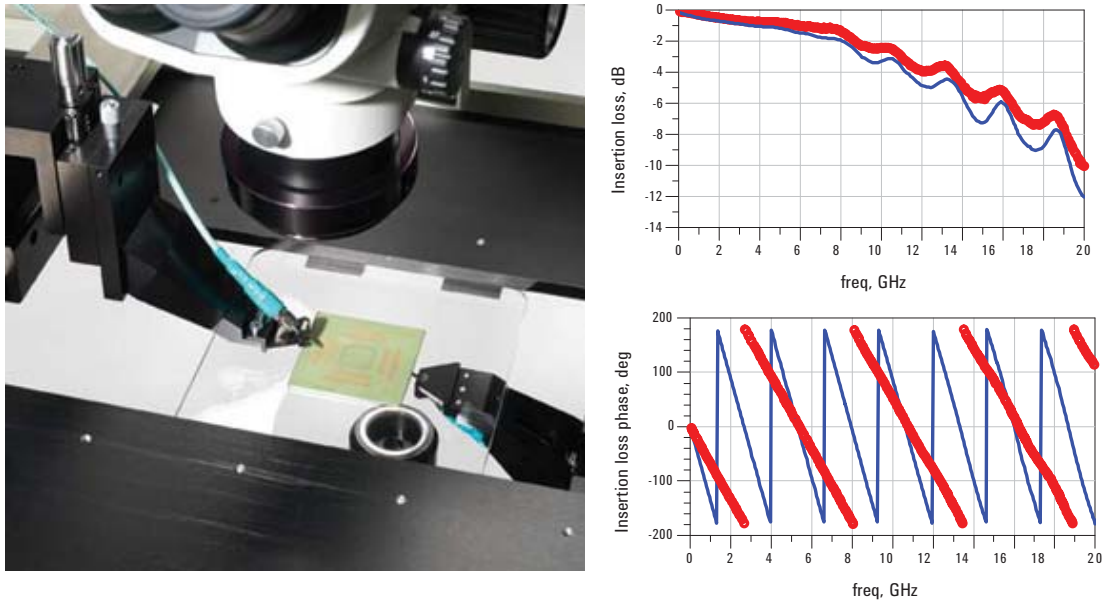 0
-2
-4
-6
-8
-10
-12
-14
Insertion loss, dB
0 2 4 6 8 10 12 14 16 18 20
freq, GHz
200
100
0
-100
-200
Insertion loss phase, deg
0 2 4 6 8 10 12 14 16 18 20
freq, GHz